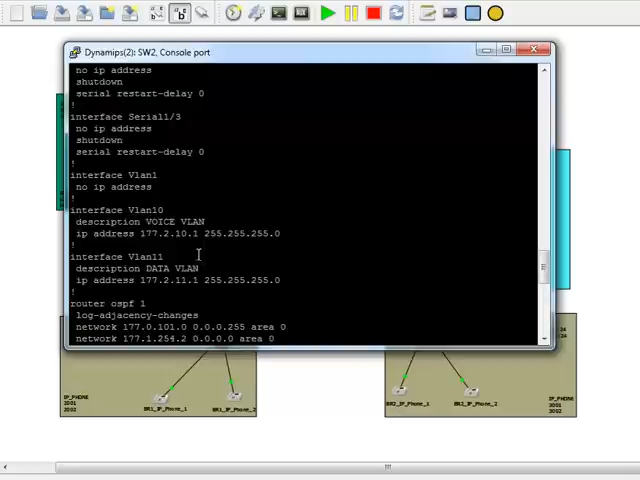 Dynamips(2): SW2, Console port
no ip address
shutdown
serial restart-delay 0
!
interface Serial1/3
no ip address
shutdown
serial restart-delay 0
!
interface Vlan1
no ip address
!
interface Vlan10
description VOICE VLAN
ip address 177.2.10.1 255.255.255.0
!
interface Vlan11
description DATA VLAN
ip address 177.2.11.1 255.255.255.0
!
router ospf 1
log-adjacency-changes
network 177.0.101.0 0.0.0.255 area 0
network 177.1.254.2 0.0.0.0 area 0
IP_PHONE
BR1_IP_Phone_1
BR1_IP_Phone_2
BR2_IP_Phone_1
BR2_IP_Phone_2
IP_PHONE
3001
3002